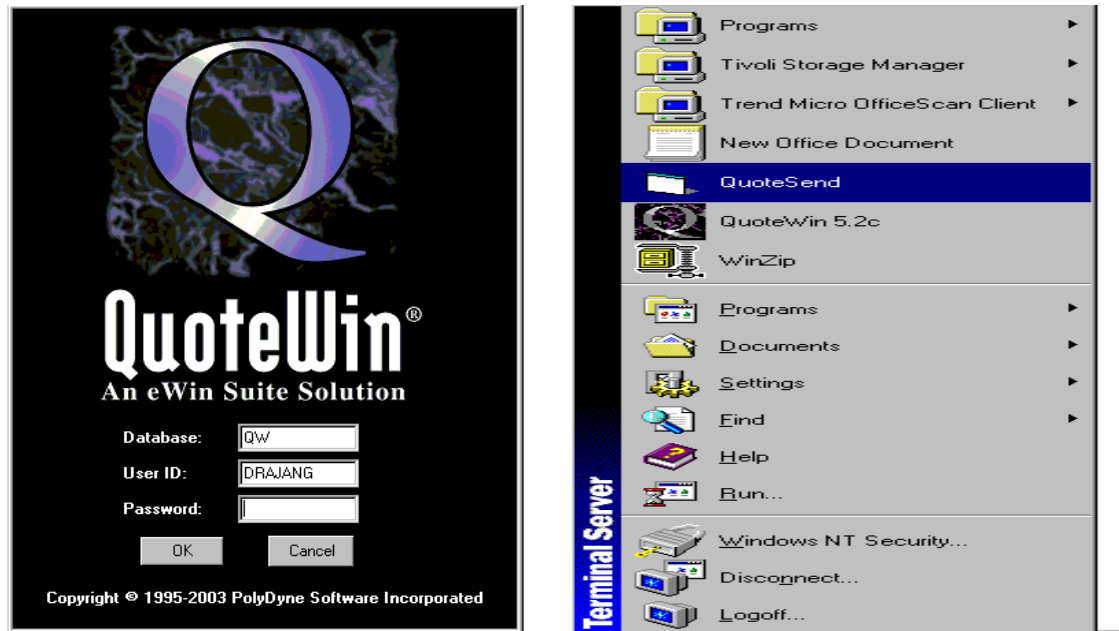 QuoteWin®
An eWin Suite Solution
Database: QW
User ID: DRAJANG
Password:
OK Cancel
Copyright © 1995-2003 PolyDyne Software Incorporated
Programs
Tivoli Storage Manager
Trend Micro OfficeScan Client
New Office Document
QuoteSend
QuoteWin 5.2c
WinZip
Programs
Documents
Settings
Find
Help
Run...
Windows NT Security...
Disconnect...
Logoff...
Terminal Server